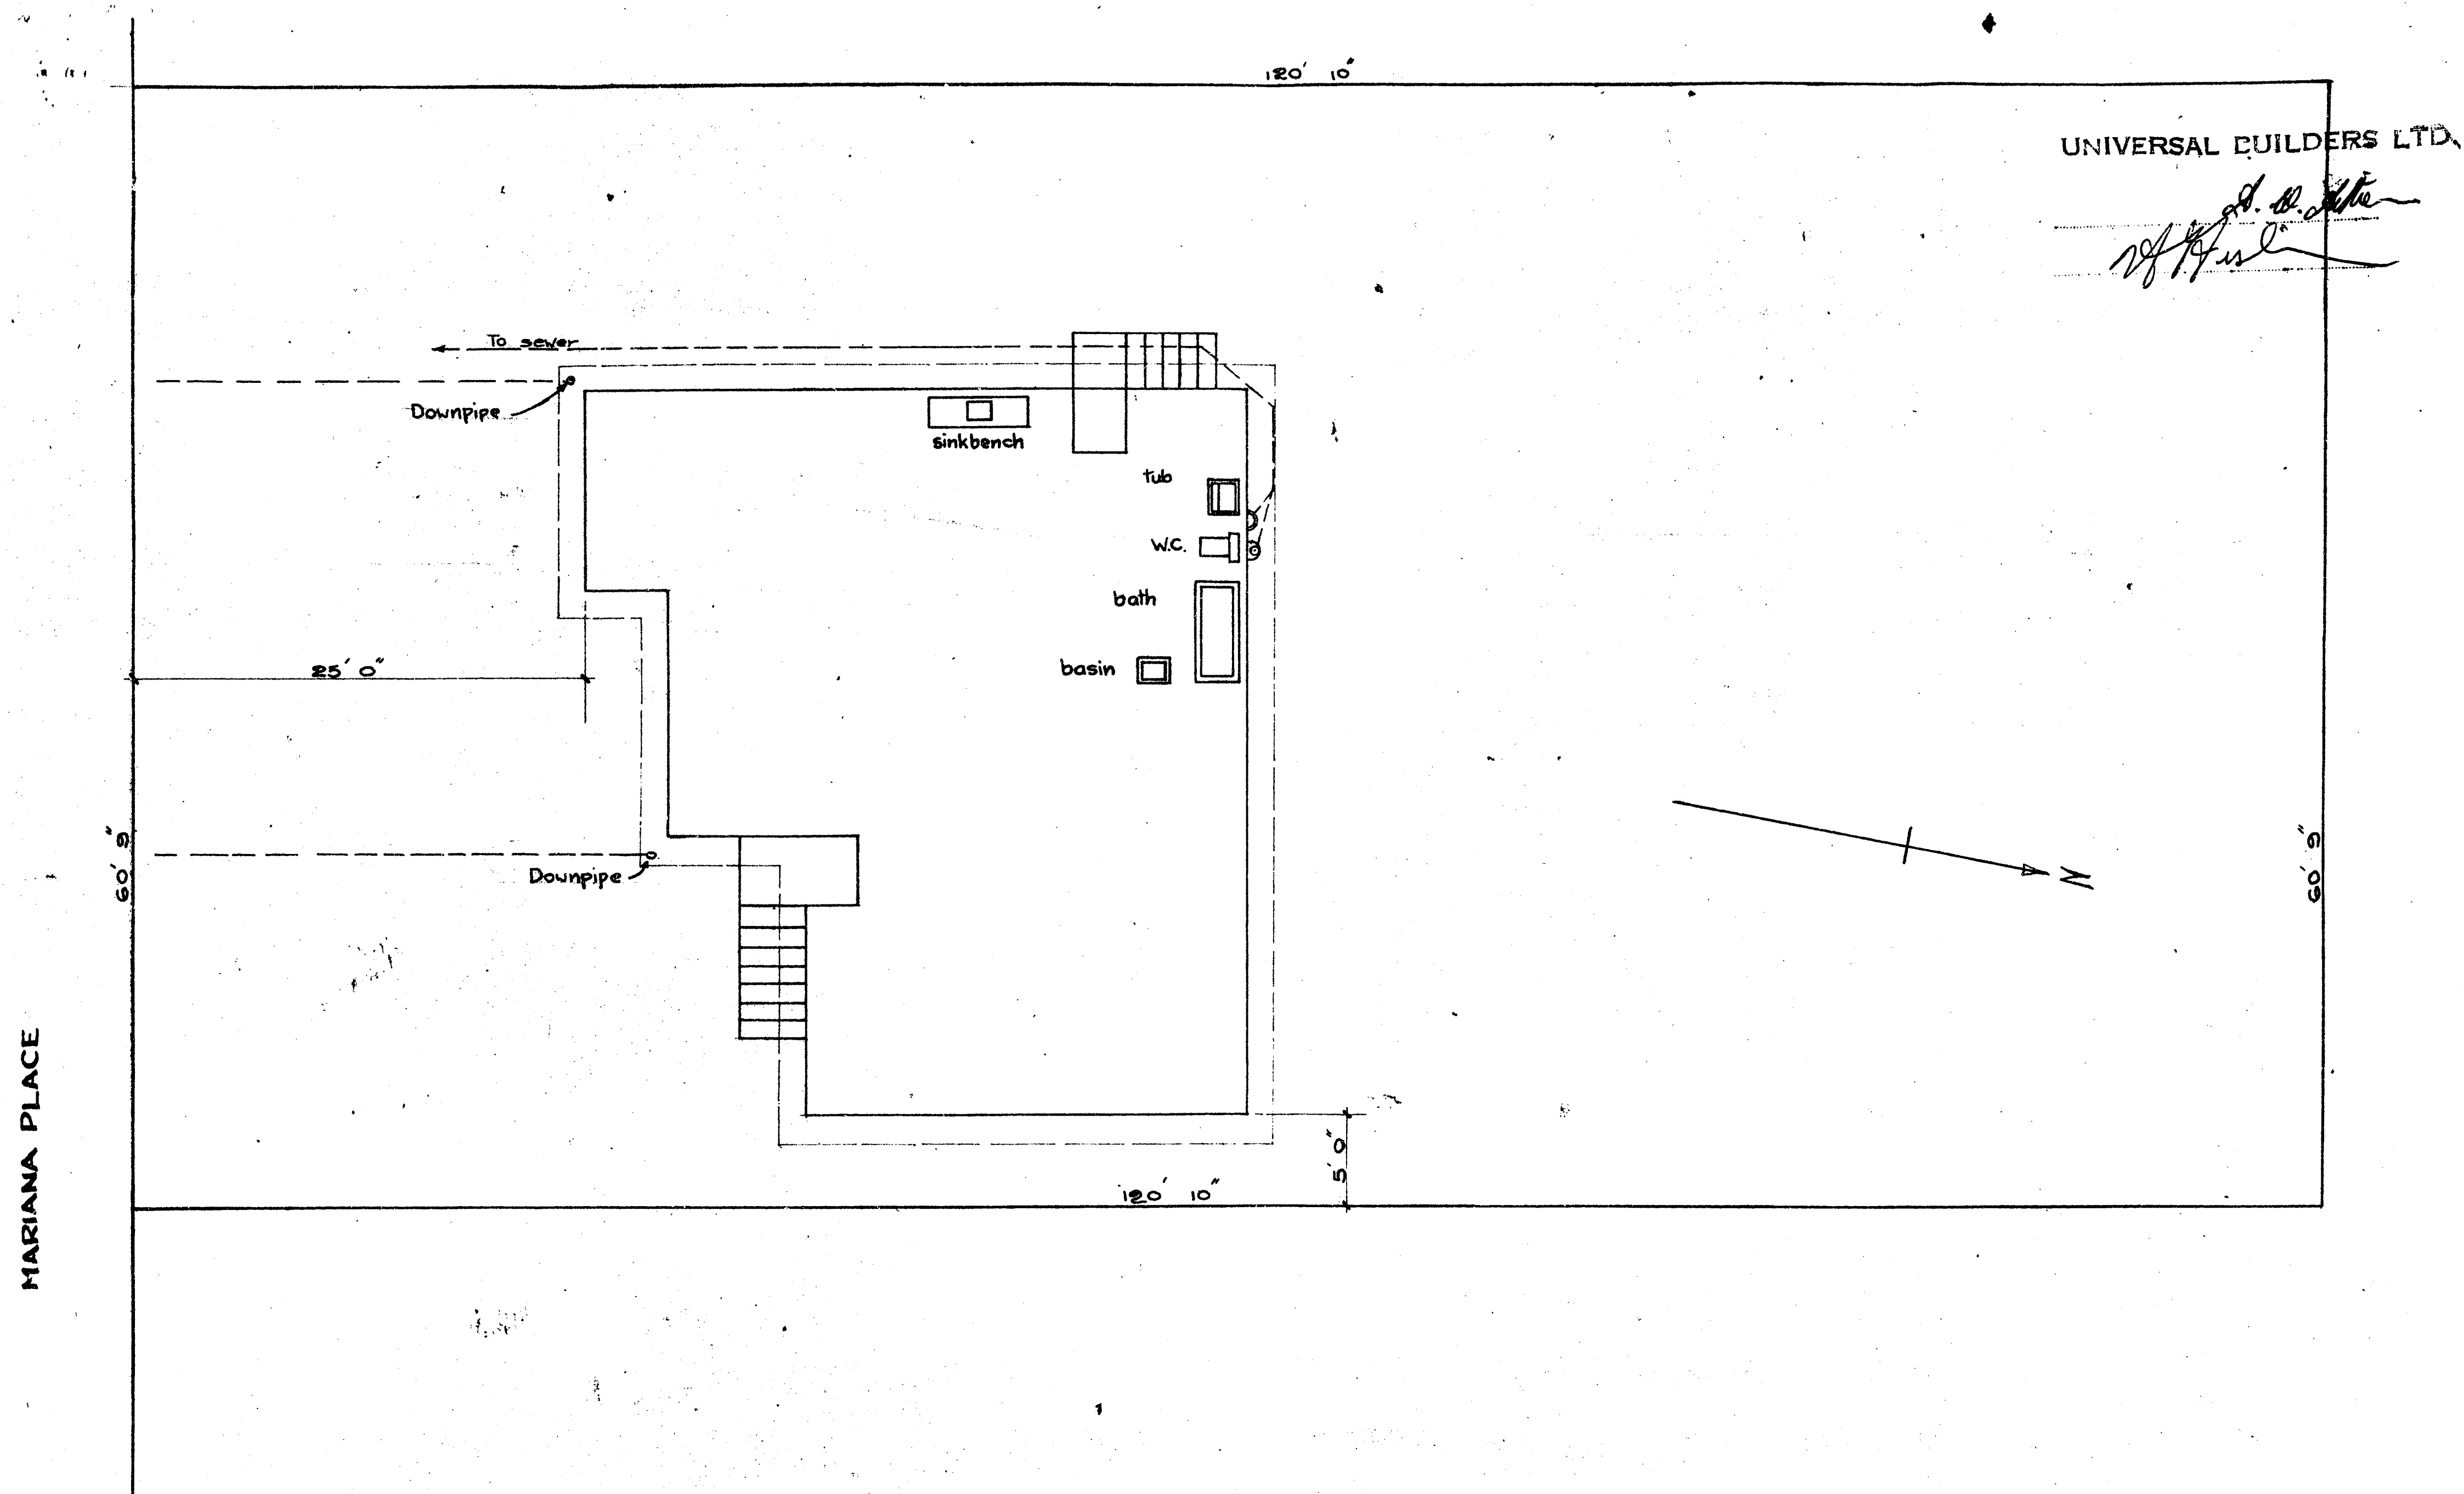 120' 10"
UNIVERSAL BUILDERS LTD.
To sewer
Downpipe
sinkbench
tub
W.C.
bath
basin
25' 0"
60' 9"
Downpipe
N
60' 9"
MARIANA PLACE
5' 0"
120' 10"